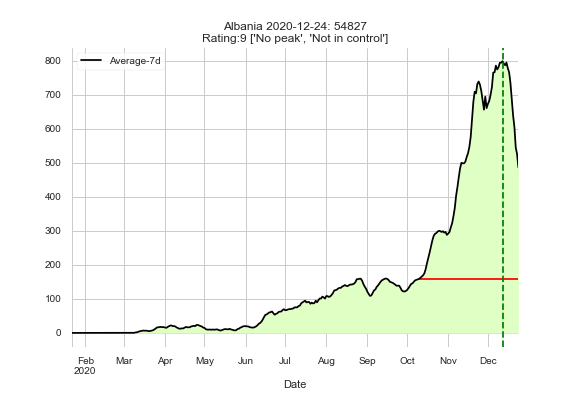 Albania 2020-12-24: 54827
Rating:9 ['No peak', 'Not in control']
Average-7d
800
700
600
500
400
300
200
100
0
Feb Mar Apr May Jun Jul Aug Sep Oct Nov Dec
2020
Date